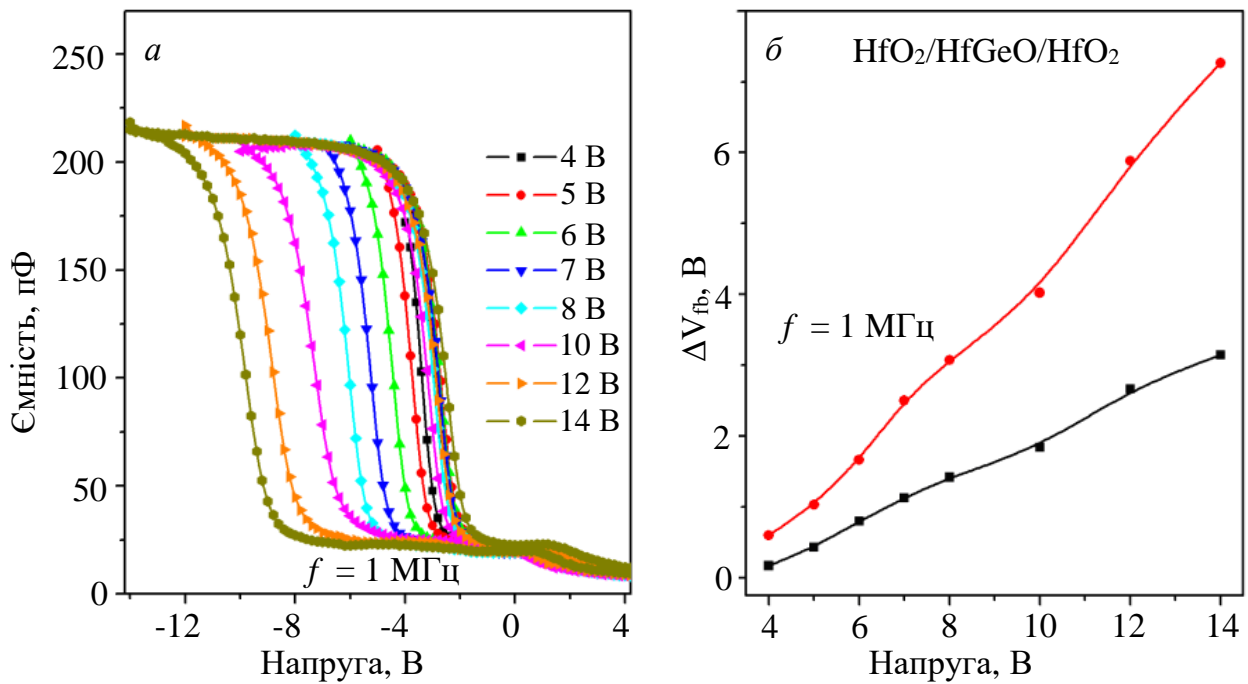 а
250
200
150
100
50
0
Ємність, пФ
4 В
5 В
6 В
7 В
8 В
10 В
12 В
14 В
f = 1 МГц
-12 -8 -4 0 4
Напруга, В
б HfO₂/HfGeO/HfO₂
6
4
2
0
ΔVfb, В
f = 1 МГц
4 6 8 10 12 14
Напруга, В